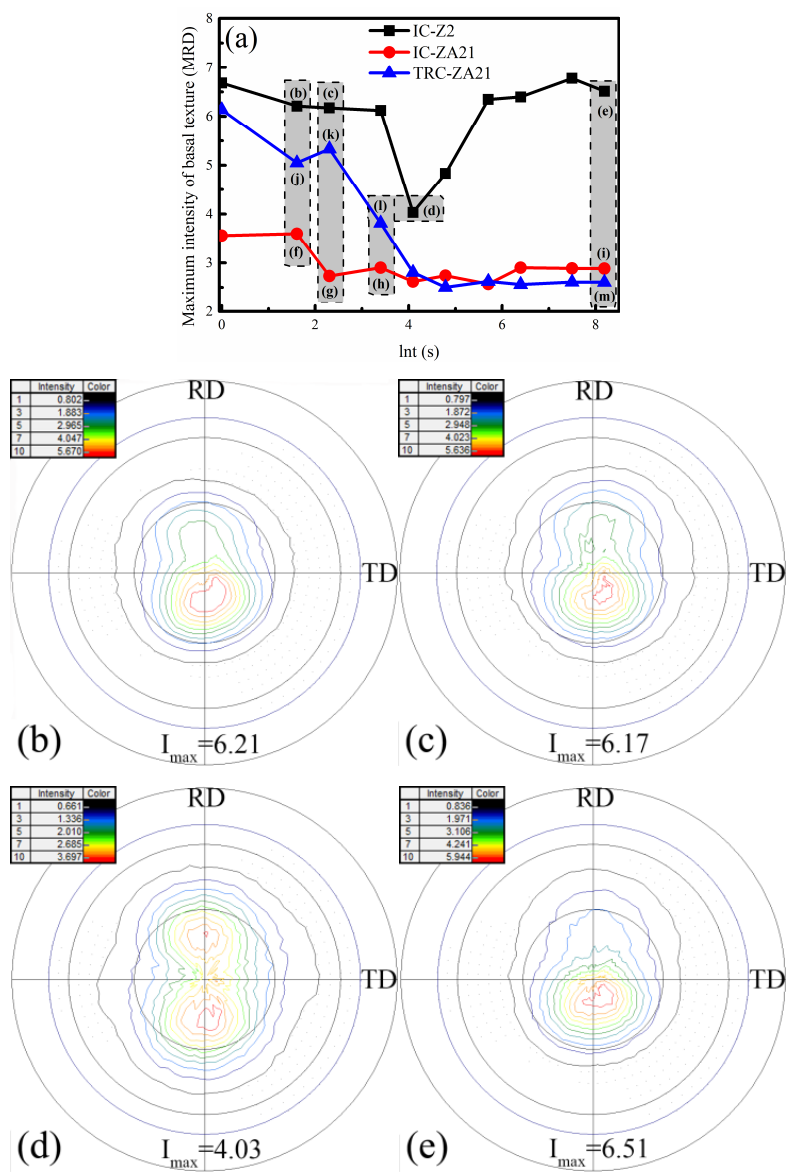 (a)
IC-Z2
IC-ZA21
TRC-ZA21
Maximum intensity of basal texture (MRD)
8
7
6
5
4
3
2
(b)
(c)
(e)
(k)
(j)
(l)
(d)
(f)
(g)
(h)
(i)
(m)
0 2 4 6 8
lnt (s)
Intensity Color
1 0.802
3 1.883
5 2.965
7 4.047
10 5.670
RD
TD
(b)
Imax=6.21
Intensity Color
1 0.797
3 1.872
5 2.948
7 4.023
10 5.636
RD
TD
(c)
Imax=6.17
Intensity Color
1 0.661
3 1.336
5 2.010
7 2.685
10 3.697
RD
TD
(d)
Imax=4.03
Intensity Color
1 0.836
3 1.971
5 3.106
7 4.241
10 5.944
RD
TD
(e)
Imax=6.51